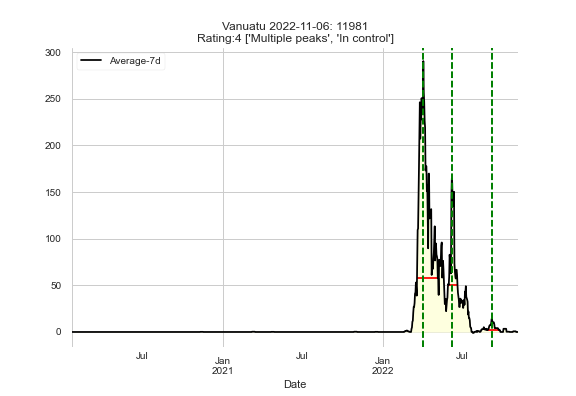 Vanuatu 2022-11-06: 11981
Rating:4 ['Multiple peaks', 'In control']
Average-7d
300
250
200
150
100
50
0
Jul
Jan
2021
Jul
Jan
2022
Jul
Date